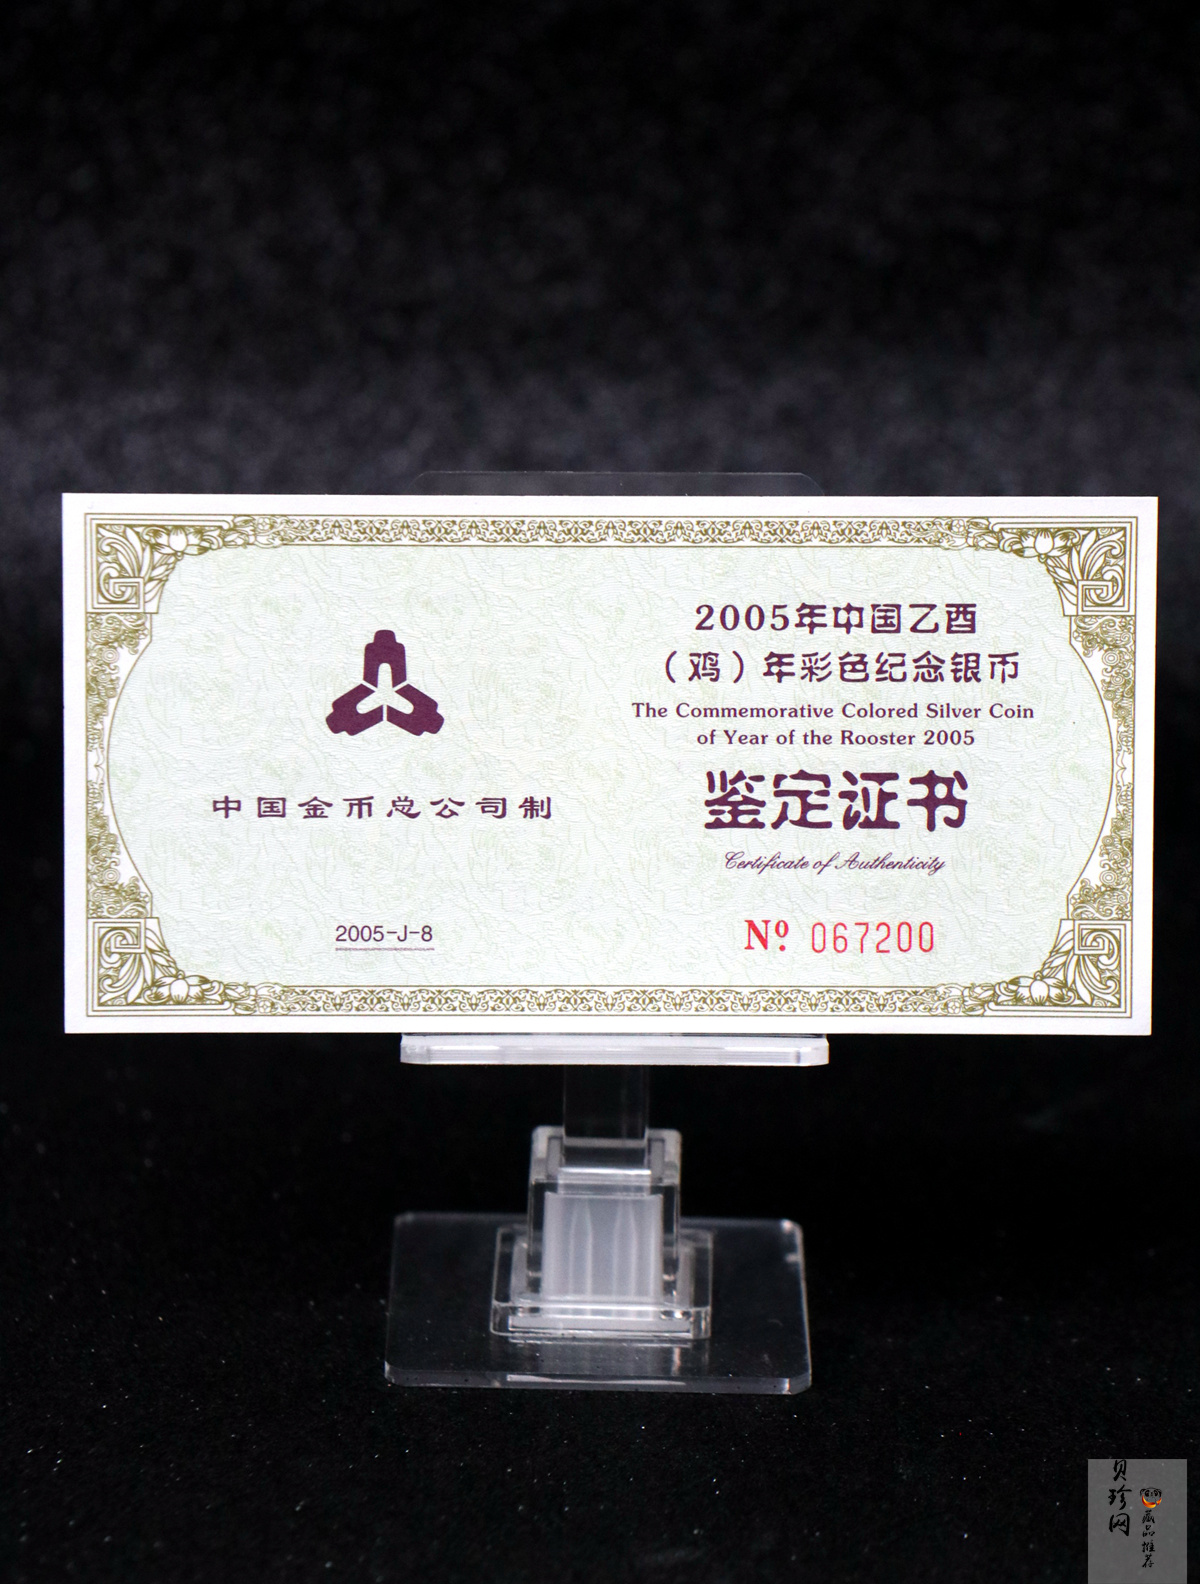 中国金币总公司制
2005-J-8
2005年中国乙酉
（鸡）年彩色纪念银币
The Commemorative Colored Silver Coin
of Year of the Rooster 2005
鉴定证书
Certificate of Authenticity
Nº 067200
贝珍网
藏品推荐